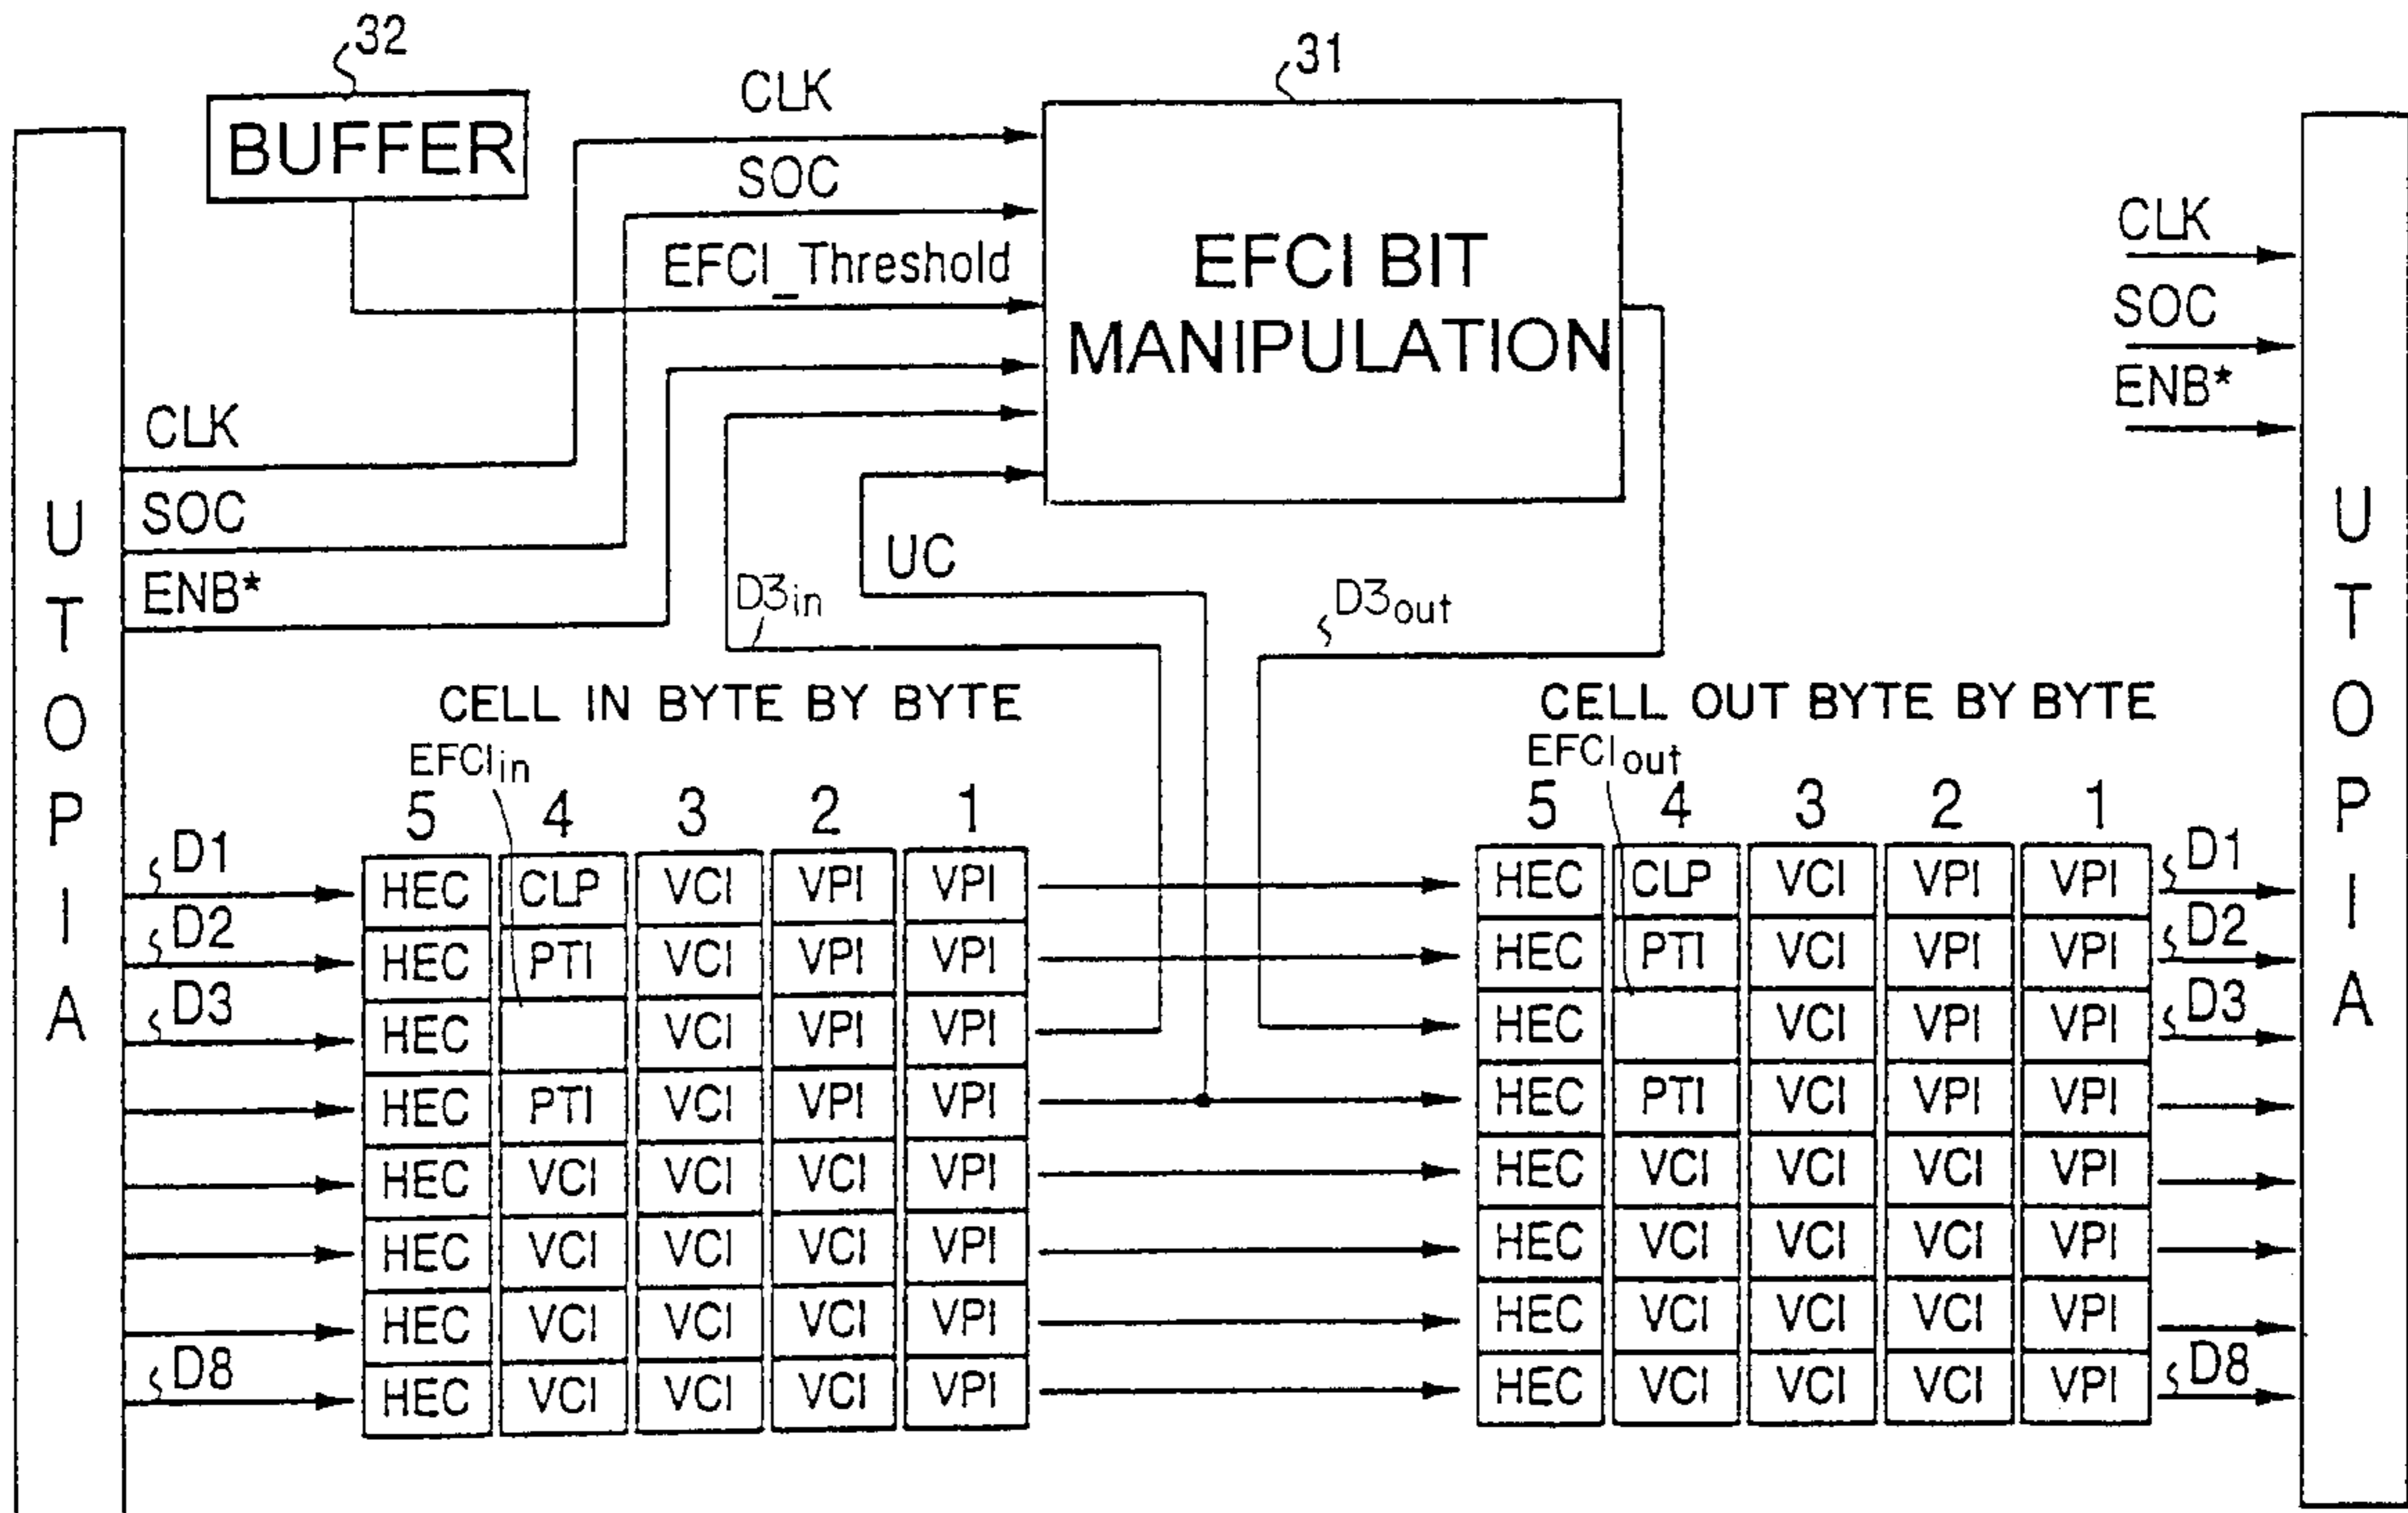 32
BUFFER
CLK
SOC
EFCI_Threshold
31
EFCI BIT
MANIPULATION
CLK
SOC
ENB*
CLK
SOC
ENB*
UTOPIA
UTOPIA
D3in
UC
D3out
CELL IN BYTE BY BYTE
CELL OUT BYTE BY BYTE
EFCIin
EFCIout
5 4 3 2 1
5 4 3 2 1
D1 HEC CLP VCI VPI VPI
HEC CLP VCI VPI VPI D1
D2 HEC PTI VCI VPI VPI
HEC PTI VCI VPI VPI D2
D3 HEC VCI VPI VPI
HEC VCI VPI VPI D3
HEC PTI VCI VPI VPI
HEC PTI VCI VPI VPI
HEC VCI VCI VCI VPI
HEC VCI VCI VCI VPI
HEC VCI VCI VCI VPI
HEC VCI VCI VCI VPI
HEC VCI VCI VCI VPI
HEC VCI VCI VCI VPI
D8 HEC VCI VCI VCI VPI
HEC VCI VCI VCI VPI D8